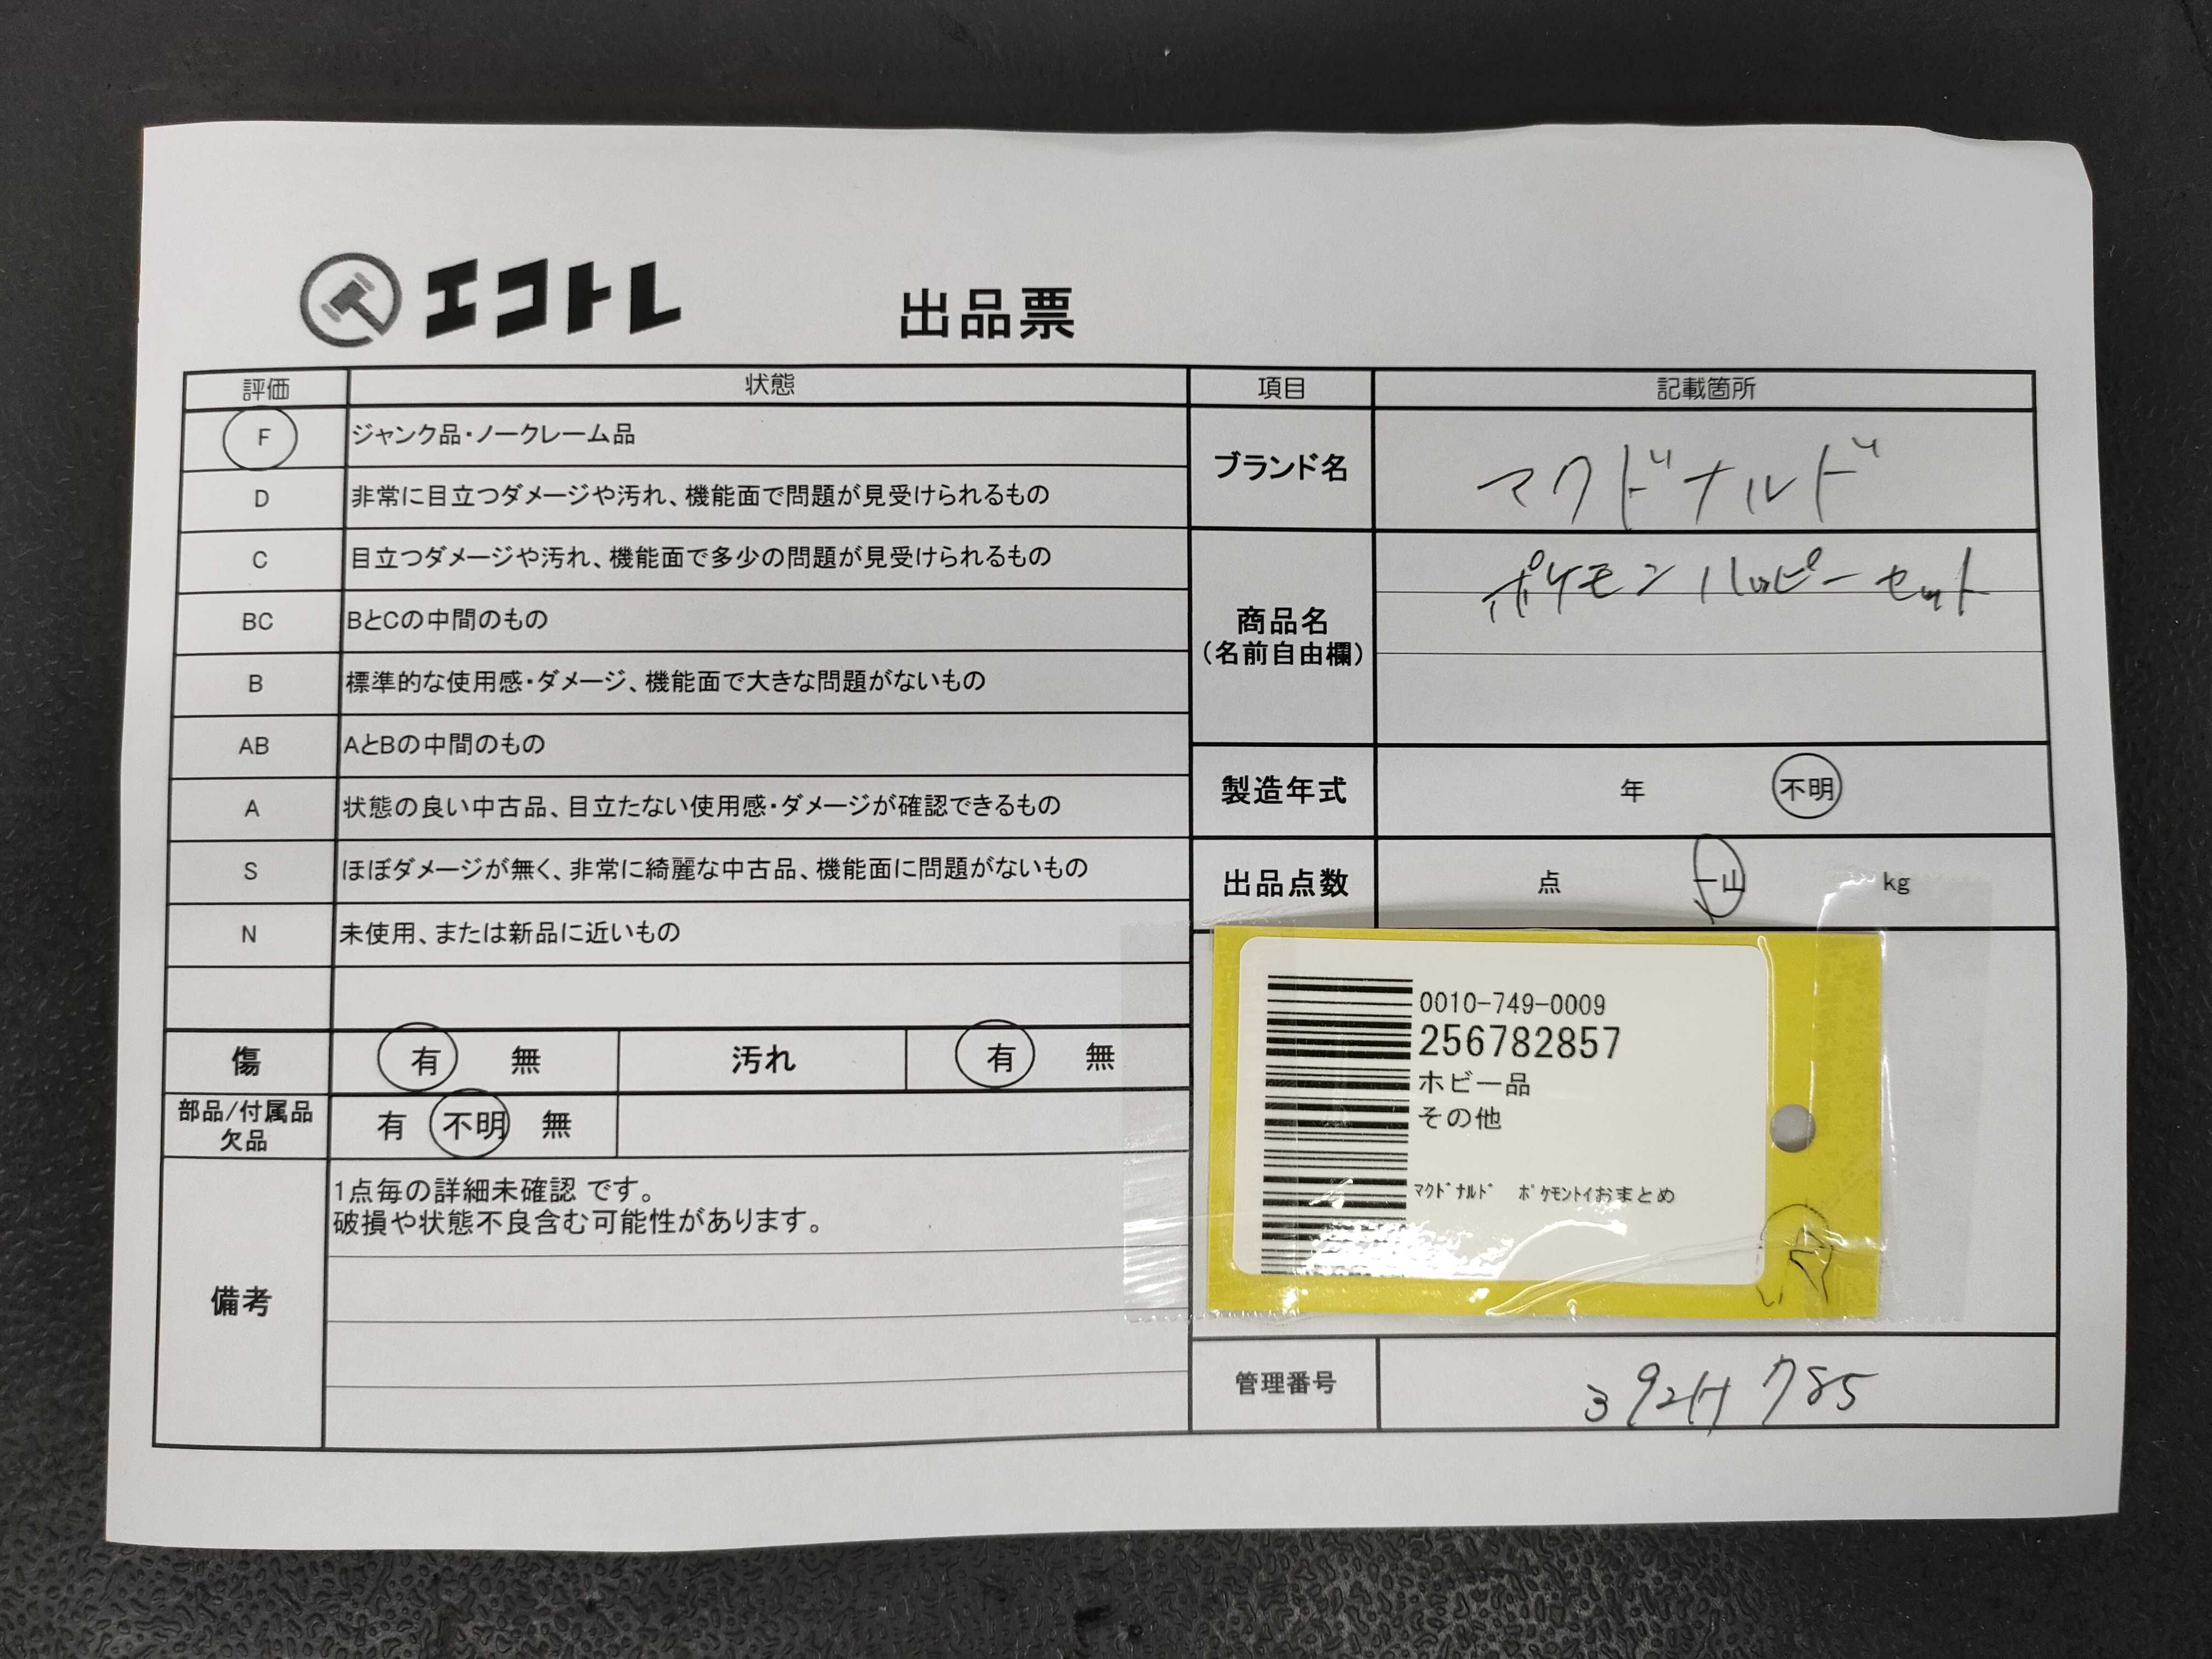 エコトレ 出品票
評価 状態
F ジャンク品・ノークレーム品
D 非常に目立つダメージや汚れ、機能面で問題が見受けられるもの
C 目立つダメージや汚れ、機能面で多少の問題が見受けられるもの
BC BとCの中間のもの
B 標準的な使用感・ダメージ、機能面で大きな問題がないもの
AB AとBの中間のもの
A 状態の良い中古品、目立たない使用感・ダメージが確認できるもの
S ほぼダメージが無く、非常に綺麗な中古品、機能面に問題がないもの
N 未使用、または新品に近いもの
傷 有 無 汚れ 有 無
部品/付属品
欠品 有 不明 無
備考
1点毎の詳細未確認 です。
破損や状態不良含む可能性があります。
項目 記載箇所
ブランド名 マクドナルド
商品名
(名前自由欄)
ポケモン ハッピーセット
製造年式 年 不明
出品点数 点 一山 kg
0010-749-0009
256782857
ホビー品
その他
ﾏｸﾄﾞﾅﾙﾄﾞ ﾎﾟｹﾓﾝﾄｲおまとめ
管理番号